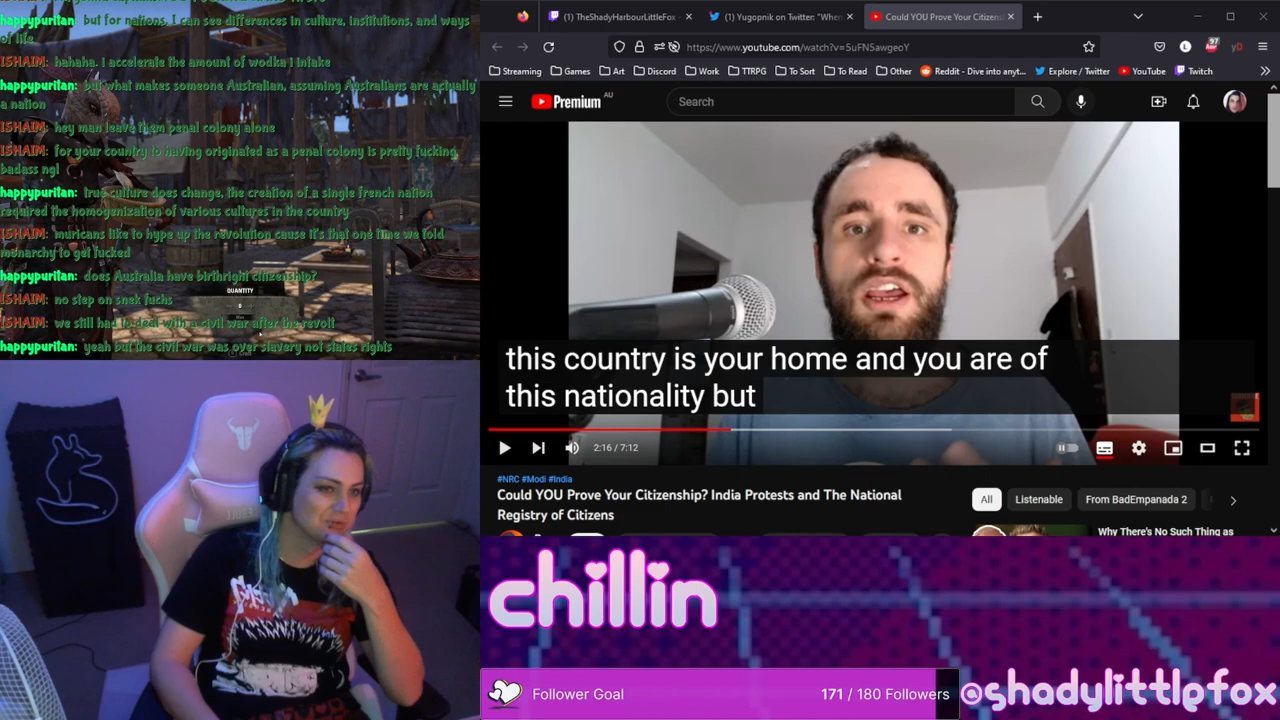 happypuritan: but for nations, I can see differences in culture, institutions, and ways
of life
ISHAIM: hahaha. I accelerate the amount of wodka i intake
happypuritan: but what makes someone Australian, assuming Australians are actually
a nation
ISHAIM: hey man leave them penal colony alone
ISHAIM: for your country to having originated as a penal colony is pretty fucking
badass ngl
happypuritan: true culture does change, the creation of a single french nation
required the homogenization of various cultures in the country
ISHAIM: muricans like to hype up the revolution cause it's that one time we told
monarchy to get fucked
happypuritan: does Australia have birthright citizenship?
QUANTITY
ISHAIM: no step on snek fuchs
ISHAIM: we still had to deal with a civil war after the revolt
happypuritan: yeah but the civil war was over slavery not states rights
(1) TheShadyHarbourLittleFox
(1) Yugopnik on Twitter: "When
Could YOU Prove Your Citizens
https://www.youtube.com/watch?v=5uFN5awgeoY
97
yD
Streaming Games Art Discord Work TTRPG To Sort To Read Other Reddit - Dive into anyt... Explore / Twitter YouTube Twitch
Premium AU
Search
this country is your home and you are of
this nationality but
2:16 / 7:12
#NRC #Modi #India
Could YOU Prove Your Citizenship? India Protests and The National
Registry of Citizens
All Listenable From BadEmpanada 2
Why There's No Such Thing as
chillin
Follower Goal 171 / 180 Followers
@shadylittlefox